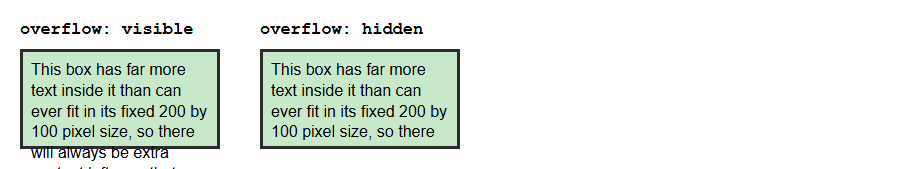 overflow: visible
This box has far more
text inside it than can
ever fit in its fixed 200 by
100 pixel size, so there
will always be extra
overflow: hidden
This box has far more
text inside it than can
ever fit in its fixed 200 by
100 pixel size, so there